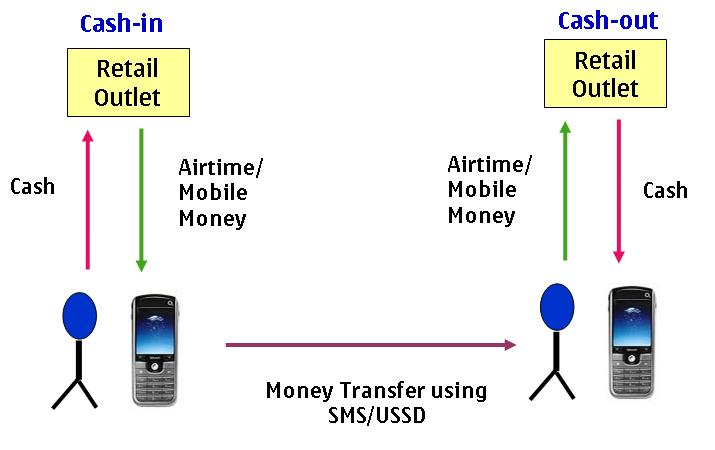 Cash-in
Retail
Outlet
Cash
Airtime/
Mobile
Money
Cash-out
Retail
Outlet
Airtime/
Mobile
Money
Cash
Money Transfer using
SMS/USSD